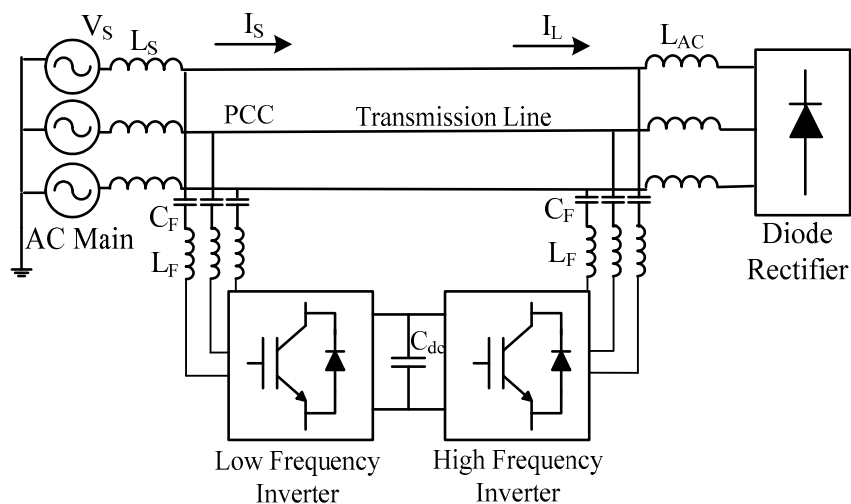 V_S
L_S
I_S
I_L
L_AC
PCC
Transmission Line
C_F
C_F
AC Main
L_F
L_F
Diode
Rectifier
C_dc
Low Frequency
Inverter
High Frequency
Inverter